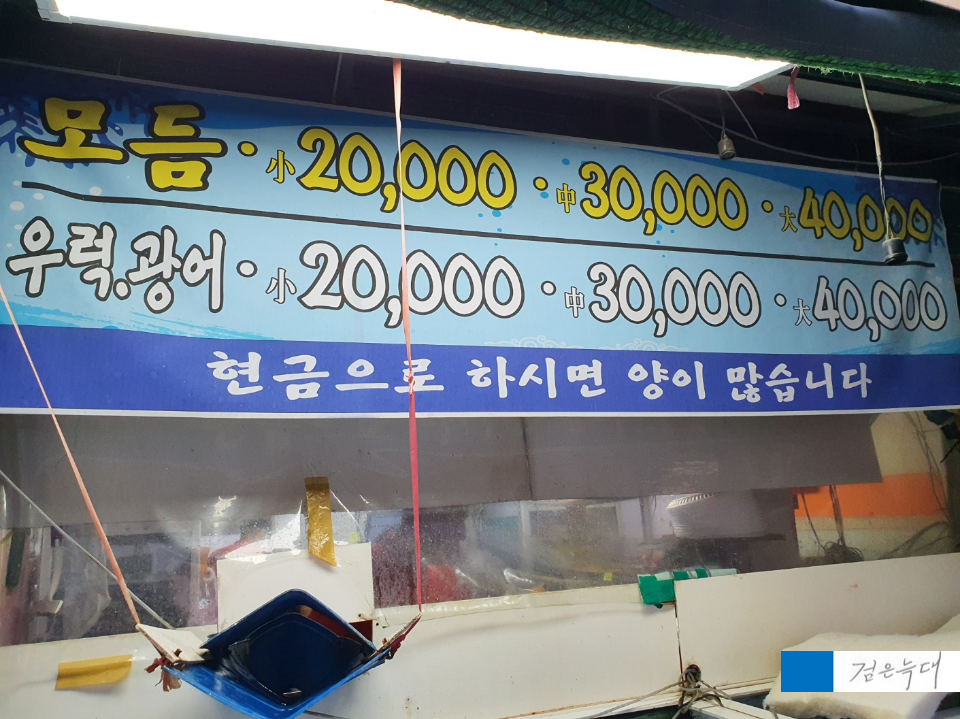 모듬 · 小 20,000 · 中 30,000 · 大 40,000
우럭.광어 · 小 20,000 · 中 30,000 · 大 40,000
현금으로 하시면 양이 많습니다
검은늑대